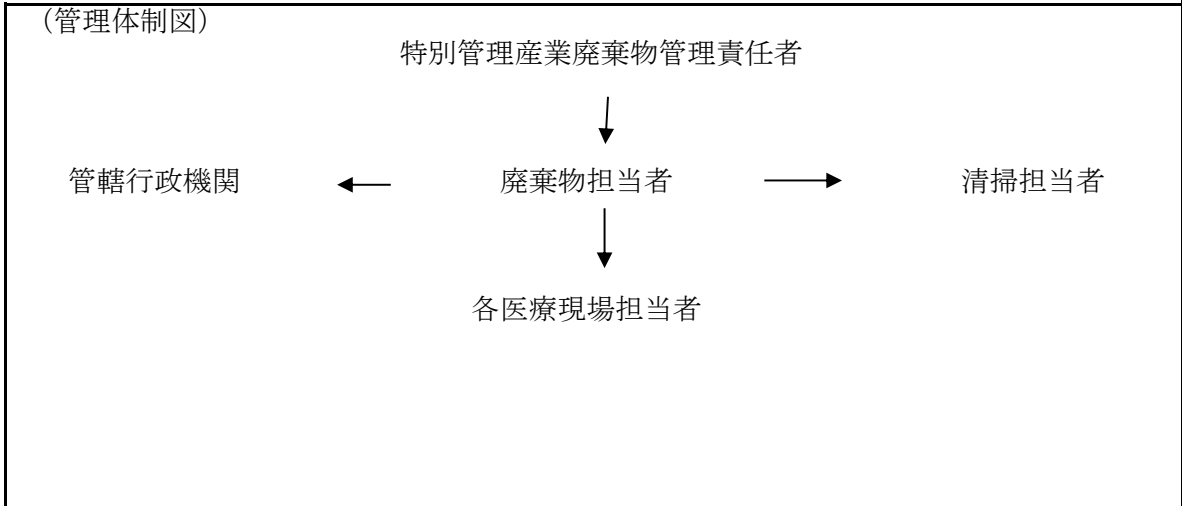 （管理体制図）
特別管理産業廃棄物管理責任者
管轄行政機関 廃棄物担当者 清掃担当者
各医療現場担当者